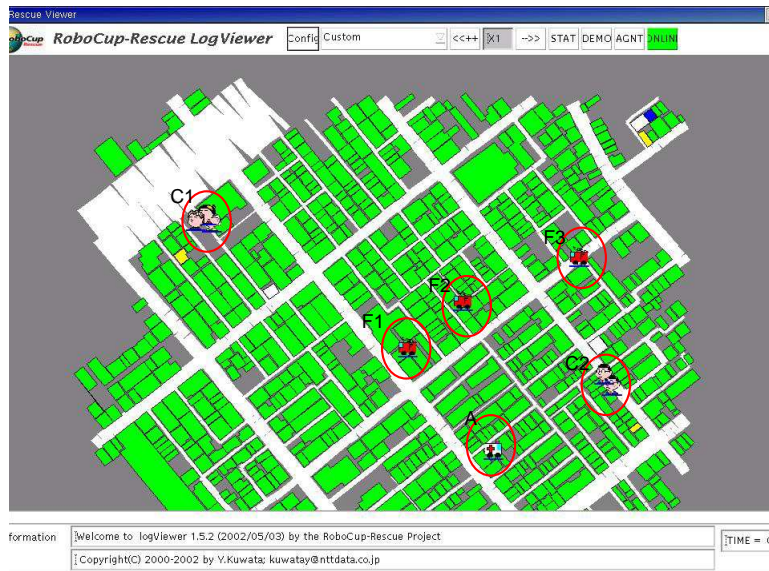 Rescue Viewer
RoboCup-Rescue LogViewer Config Custom <<++ X1 -->> STAT DEMO AGNT ONLINE
C1
F3
F2
F1
C2
A
formation Welcome to logViewer 1.5.2 (2002/05/03) by the RoboCup-Rescue Project TIME =
Copyright(C) 2000-2002 by Y.Kuwata; kuwatay@nttdata.co.jp